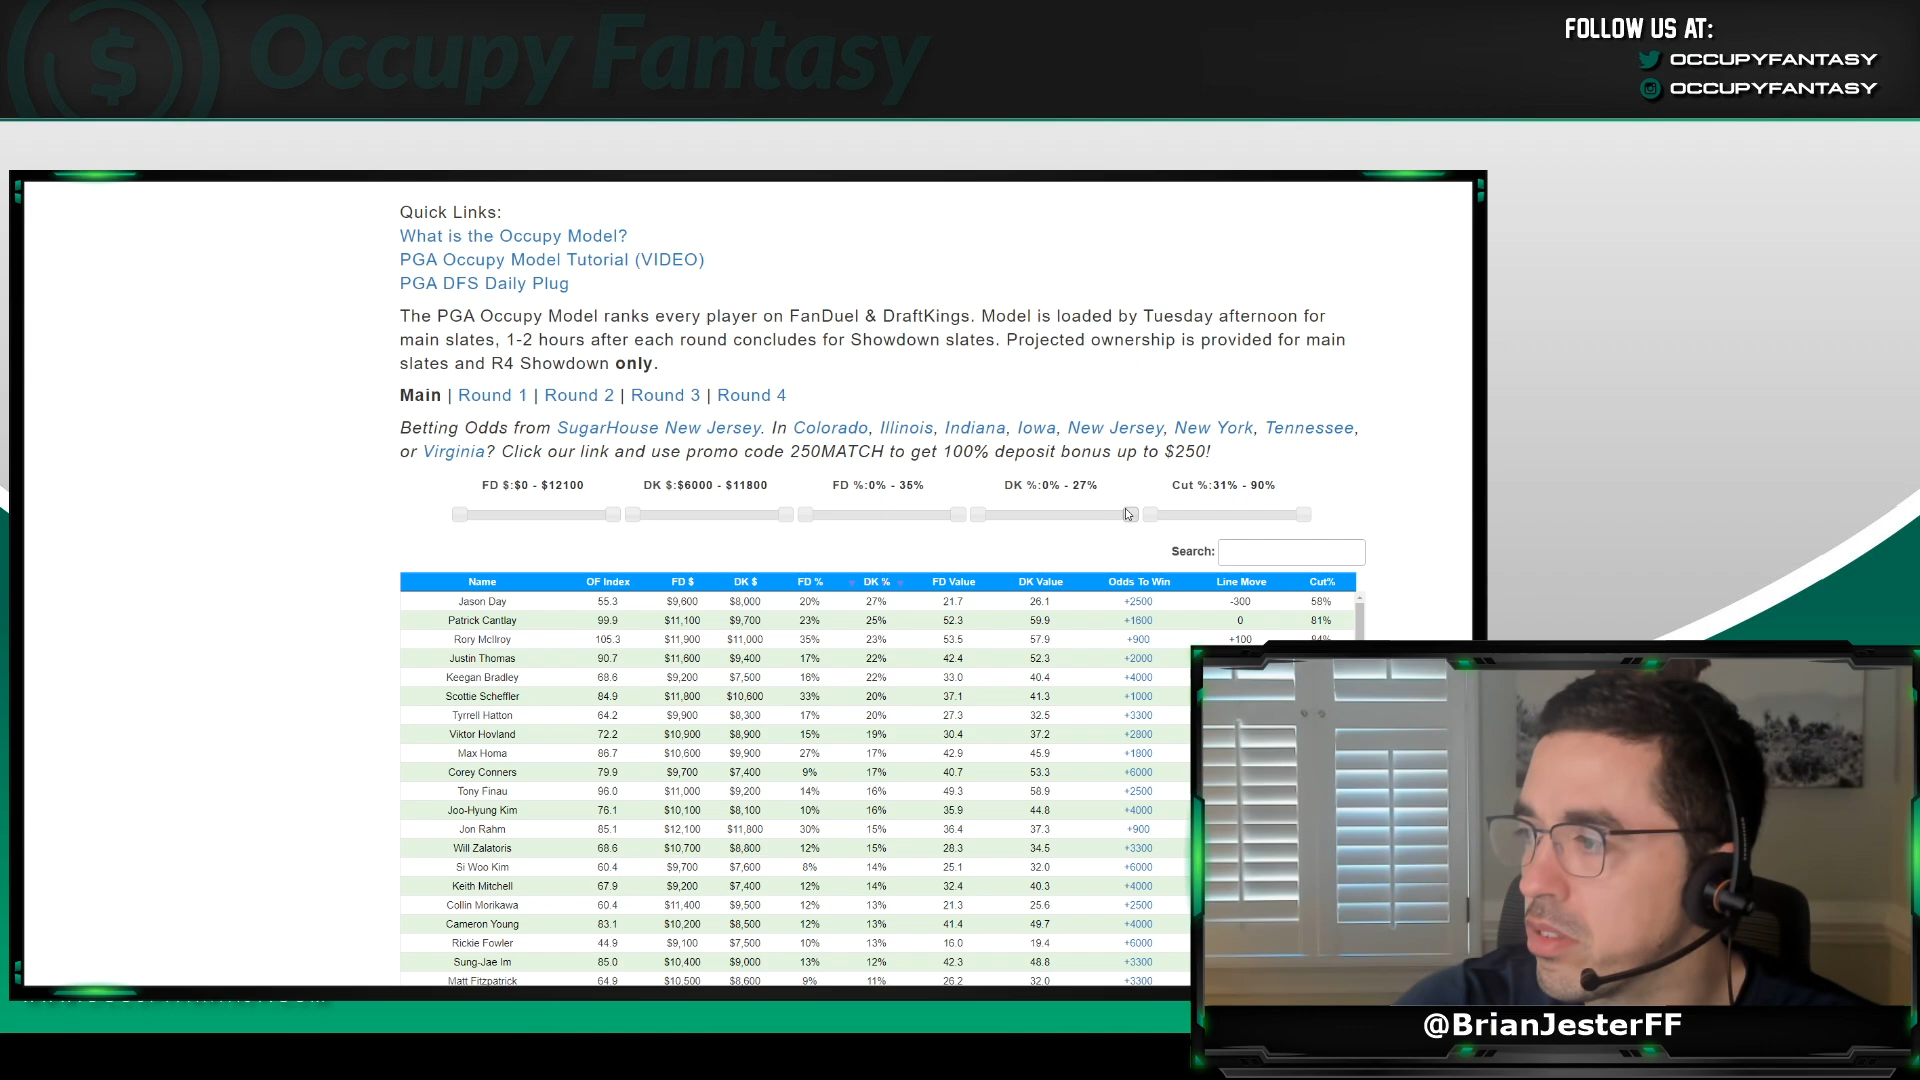 Occupy Fantasy
FOLLOW US AT:
OCCUPYFANTASY
OCCUPYFANTASY
Quick Links:
What is the Occupy Model?
PGA Occupy Model Tutorial (VIDEO)
PGA DFS Daily Plug
The PGA Occupy Model ranks every player on FanDuel & DraftKings. Model is loaded by Tuesday afternoon for
main slates, 1-2 hours after each round concludes for Showdown slates. Projected ownership is provided for main
slates and R4 Showdown only.
Main | Round 1 | Round 2 | Round 3 | Round 4
Betting Odds from SugarHouse New Jersey. In Colorado, Illinois, Indiana, Iowa, New Jersey, New York, Tennessee,
or Virginia? Click our link and use promo code 250MATCH to get 100% deposit bonus up to $250!
FD $:$0 - $12100 DK $:$6000 - $11800 FD %:0% - 35% DK %:0% - 27% Cut %:31% - 90%
Search:
Name OF Index FD $ DK $ FD % DK % FD Value DK Value Odds To Win Line Move Cut%
Jason Day 55.3 $9,600 $8,000 20% 27% 21.7 26.1 +2500 -300 58%
Patrick Cantlay 99.9 $11,100 $9,700 23% 25% 52.3 59.9 +1600 0 81%
Rory McIlroy 105.3 $11,900 $11,000 35% 23% 53.5 57.9 +900 +100 84%
Justin Thomas 90.7 $11,600 $9,400 17% 22% 42.4 52.3 +2000
Keegan Bradley 68.6 $9,200 $7,500 16% 22% 33.0 40.4 +4000
Scottie Scheffler 84.9 $11,800 $10,600 33% 20% 37.1 41.3 +1000
Tyrrell Hatton 64.2 $9,900 $8,300 17% 20% 27.3 32.5 +3300
Viktor Hovland 72.2 $10,900 $8,900 15% 19% 30.4 37.2 +2800
Max Homa 86.7 $10,600 $9,900 27% 17% 42.9 45.9 +1800
Corey Conners 79.9 $9,700 $7,400 9% 17% 40.7 53.3 +6000
Tony Finau 96.0 $11,000 $9,200 14% 16% 49.3 58.9 +2500
Joo-Hyung Kim 76.1 $10,100 $8,100 10% 16% 35.9 44.8 +4000
Jon Rahm 85.1 $12,100 $11,800 30% 15% 36.4 37.3 +900
Will Zalatoris 68.6 $10,700 $8,800 12% 15% 28.3 34.5 +3300
Si Woo Kim 60.4 $9,700 $7,600 8% 14% 25.1 32.0 +6000
Keith Mitchell 67.9 $9,200 $7,400 12% 14% 32.4 40.3 +4000
Collin Morikawa 60.4 $11,400 $9,500 12% 13% 21.3 25.6 +2500
Cameron Young 83.1 $10,200 $8,500 12% 13% 41.4 49.7 +4000
Rickie Fowler 44.9 $9,100 $7,500 10% 13% 16.0 19.4 +6000
Sung-Jae Im 85.0 $10,400 $9,000 13% 12% 42.3 48.8 +3300
Matt Fitzpatrick 64.9 $10,500 $8,600 9% 11% 26.2 32.0 +3300
@BrianJesterFF